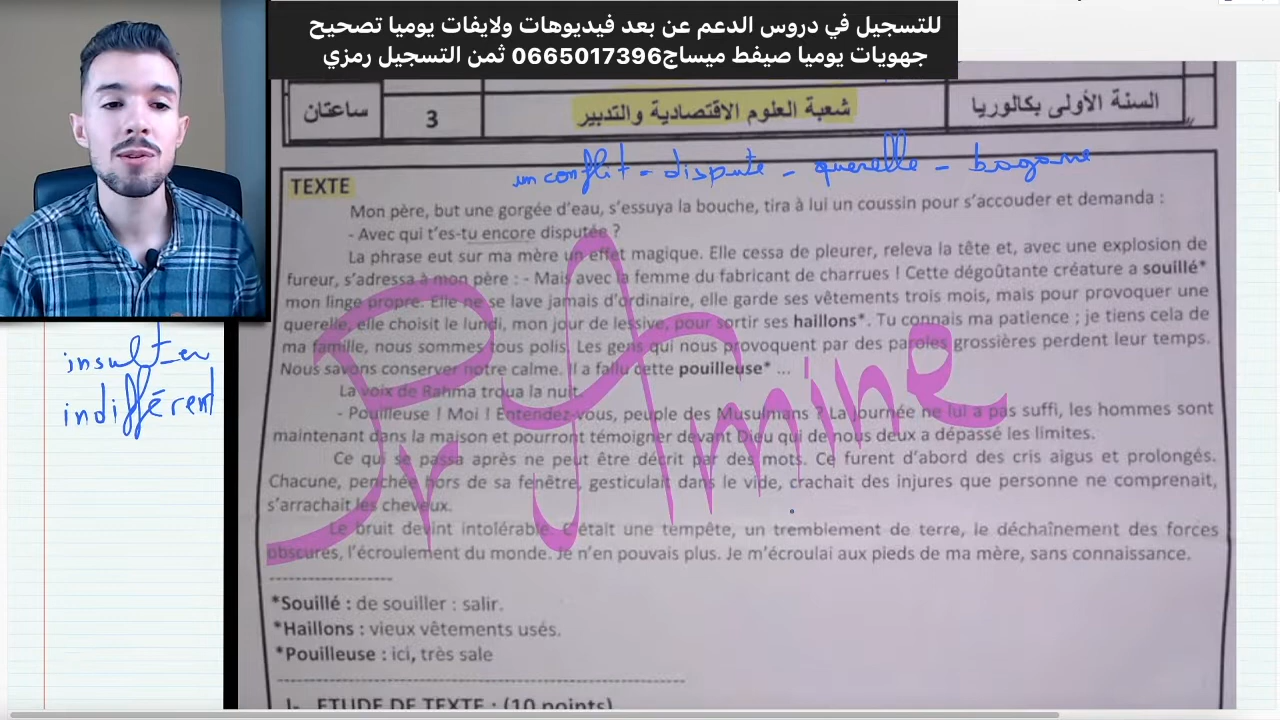 للتسجيل في دروس الدعم عن بعد فيديوهات ولايفات يوميا تصحيح
جهويات يوميا صيفط ميساج0665017396 ثمن التسجيل رمزي
السنة الأولى بكالوريا
شعبة العلوم الاقتصادية والتدبير
3
ساعتان
un conflit - dispute - querelle - bagarre
TEXTE
Mon père, but une gorgée d'eau, s'essuya la bouche, tira à lui un coussin pour s'accouder et demanda :
- Avec qui t'es-tu encore disputée ?
La phrase eut sur ma mère un effet magique. Elle cessa de pleurer, releva la tête et, avec une explosion de
fureur, s'adressa à mon père : - Mais avec la femme du fabricant de charrues ! Cette dégoûtante créature a souillé*
mon linge propre. Elle ne se lave jamais d'ordinaire, elle garde ses vêtements trois mois, mais pour provoquer une
querelle, elle choisit le lundi, mon jour de lessive, pour sortir ses haillons*. Tu connais ma patience ; je tiens cela de
ma famille, nous sommes tous polis. Les gens qui nous provoquent par des paroles grossières perdent leur temps.
Nous savons conserver notre calme. Il a fallu cette pouilleuse* ...
La voix de Rahma troua la nuit.
- Pouilleuse ! Moi ! Entendez-vous, peuple des Musulmans ? La journée ne lui a pas suffi, les hommes sont
maintenant dans la maison et pourront témoigner devant Dieu qui de nous deux a dépassé les limites.
Ce qui se passa après ne peut être décrit par des mots. Ce furent d'abord des cris aigus et prolongés.
Chacune, penchée hors de sa fenêtre, gesticulait dans le vide, crachait des injures que personne ne comprenait,
s'arrachait les cheveux.
Le bruit devint intolérable. C'était une tempête, un tremblement de terre, le déchaînement des forces
obscures, l'écroulement du monde. Je n'en pouvais plus. Je m'écroulai aux pieds de ma mère, sans connaissance.
*Souillé : de souiller : salir.
*Haillons : vieux vêtements usés.
*Pouilleuse : ici, très sale
I- ETUDE DE TEXTE : (10 points)
insulter
indifférent
Pr Amine